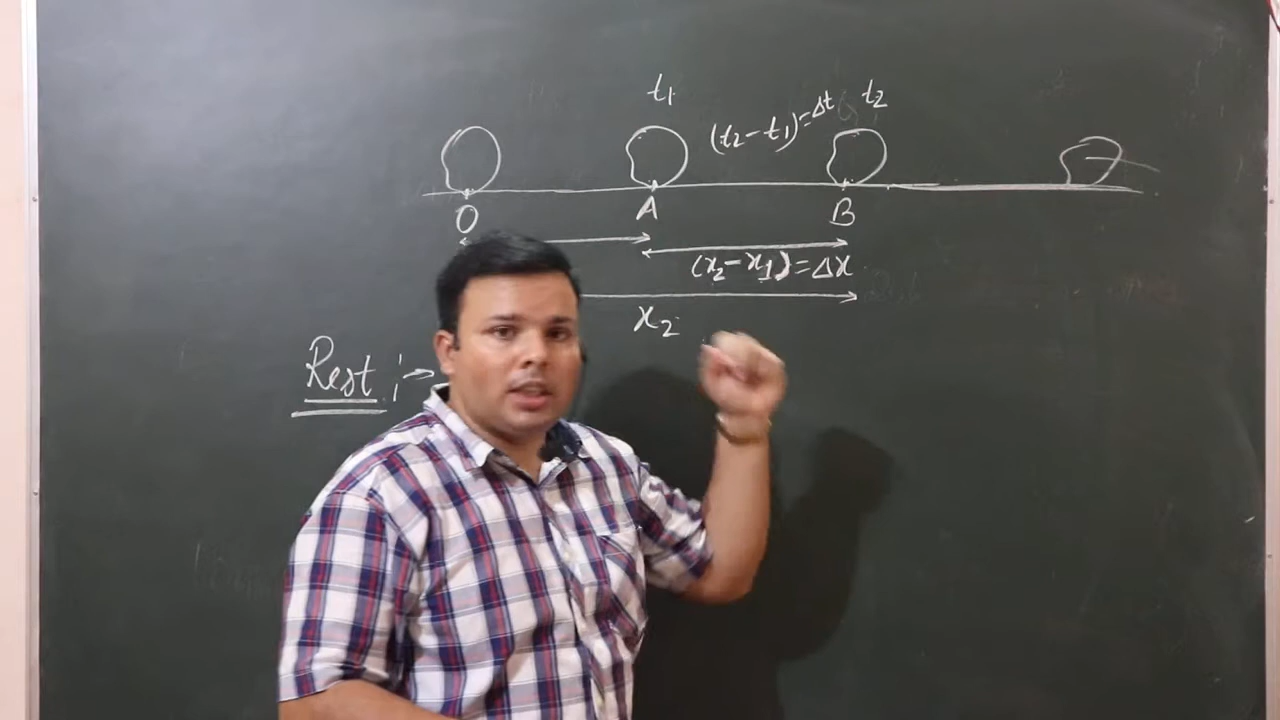 t₁ (t₂-t₁)=Δt t₂
O A B
(x₂-x₁)=Δx
x₂
Rest :→